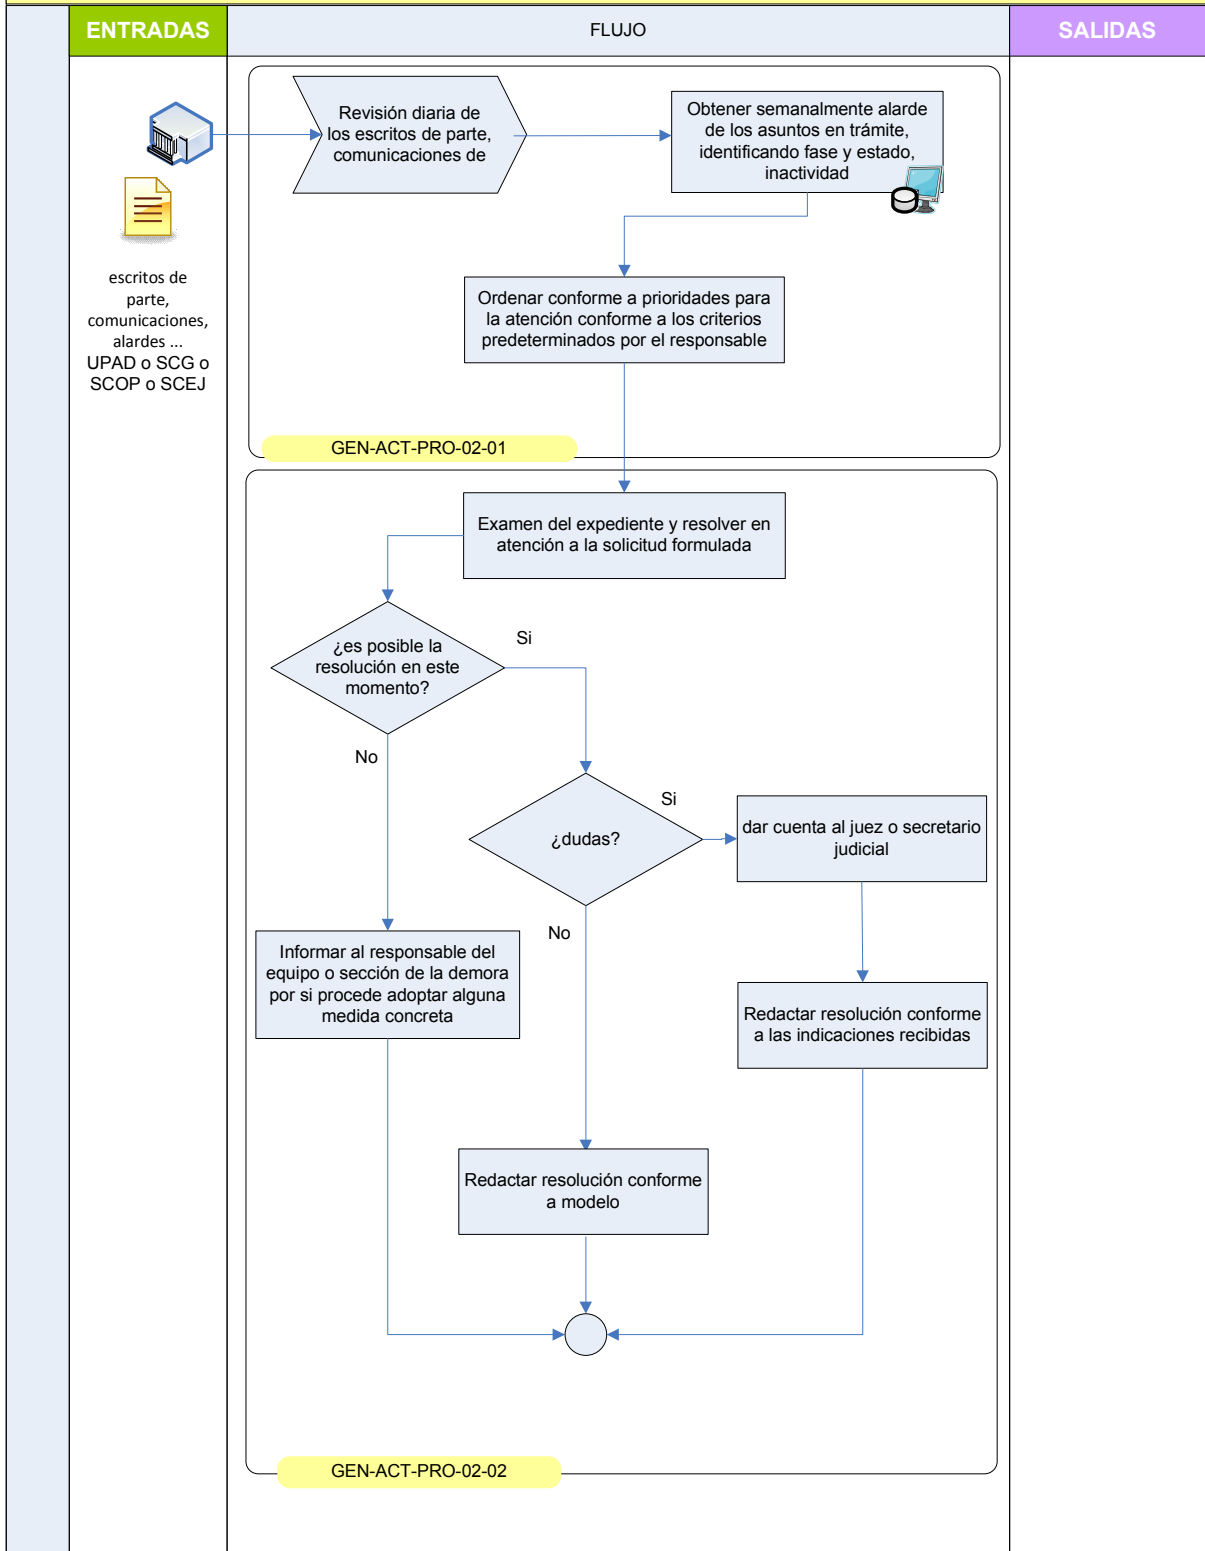 ENTRADAS
FLUJO
SALIDAS
Revisión diaria de
los escritos de parte,
comunicaciones de
Obtener semanalmente alarde
de los asuntos en trámite,
identificando fase y estado,
inactividad
escritos de
parte,
comunicaciones,
alardes ...
UPAD o SCG o
SCOP o SCEJ
Ordenar conforme a prioridades para
la atención conforme a los criterios
predeterminados por el responsable
GEN-ACT-PRO-02-01
Examen del expediente y resolver en
atención a la solicitud formulada
¿es posible la
resolución en este
momento?
Si
No
¿dudas?
Si
dar cuenta al juez o secretario
judicial
No
Informar al responsable del
equipo o sección de la demora
por si procede adoptar alguna
medida concreta
Redactar resolución conforme
a las indicaciones recibidas
Redactar resolución conforme
a modelo
GEN-ACT-PRO-02-02